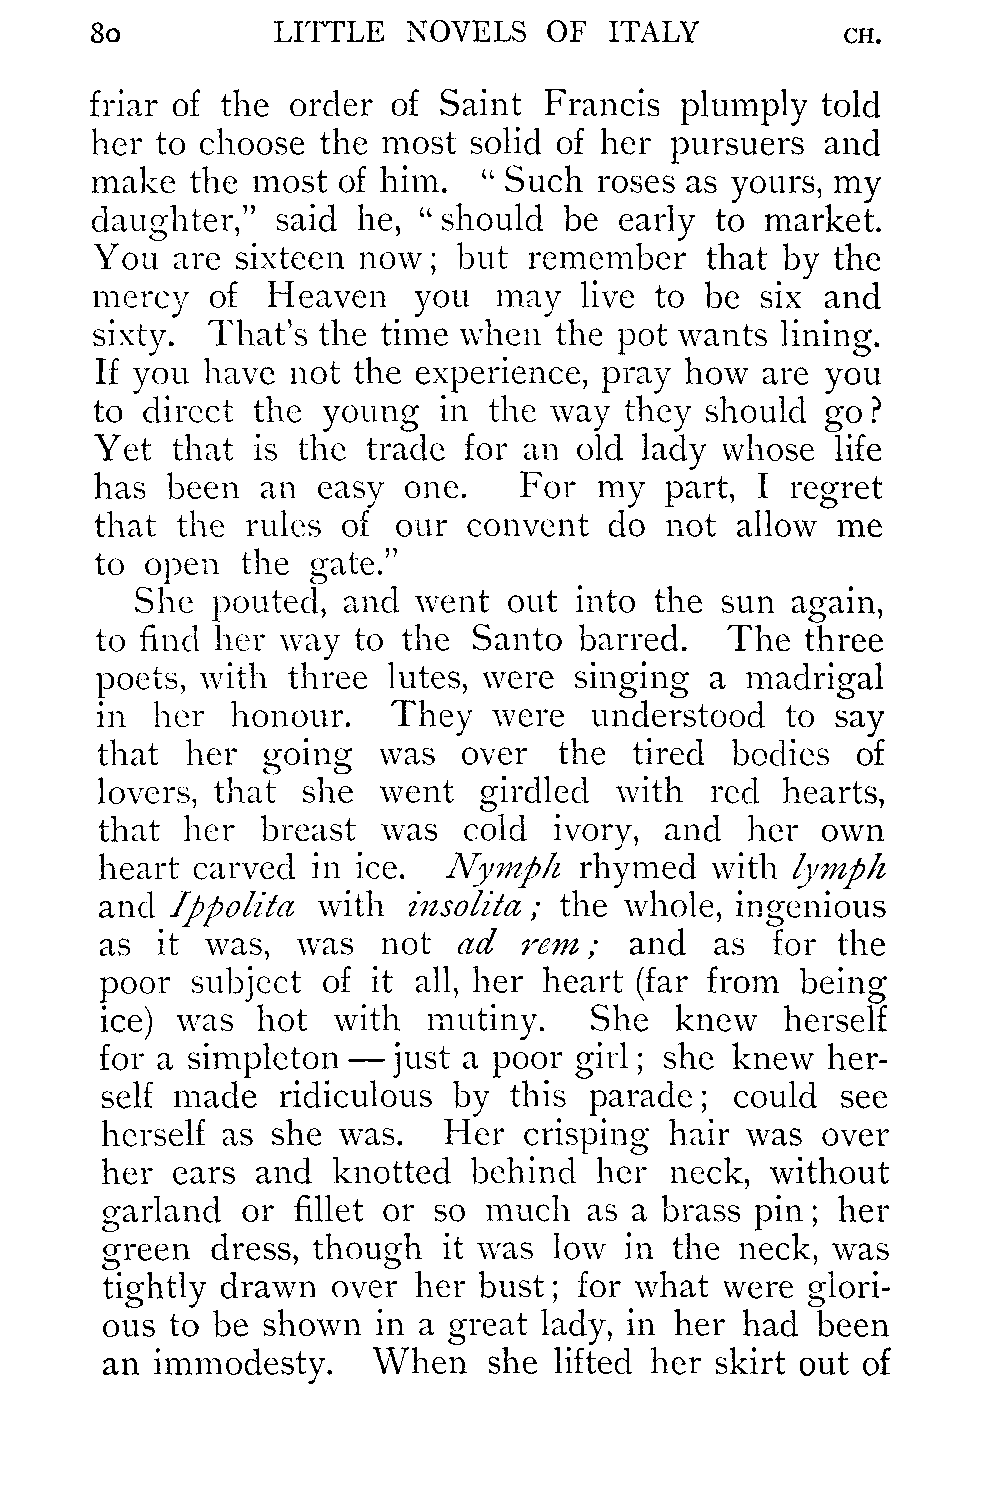 80 LITTLE NOVELS OF ITALY CH.
friar of the order of Saint Francis plumply told
her to choose the most solid of her pursuers and
make the most of him. “ Such roses as yours, my
daughter,” said he, “ should be early to market.
You are sixteen now ; but remember that by the
mercy of Heaven you may live to be six and
sixty. That’s the time when the pot wants lining.
If you have not the experience, pray how are you
to direct the young in the way they should go ?
Yet that is the trade for an old lady whose life
has been an easy one. For my part, I regret
that the rules of our convent do not allow me
to open the gate.”
She pouted, and went out into the sun again,
to find her way to the Santo barred. The three
poets, with three lutes, were singing a madrigal
in her honour. They were understood to say
that her going was over the tired bodies of
lovers, that she went girdled with red hearts,
that her breast was cold ivory, and her own
heart carved in ice. Nymph rhymed with lymph
and Ippolita with insolita ; the whole, ingenious
as it was, was not ad rem ; and as for the
poor subject of it all, her heart (far from being
ice) was hot with mutiny. She knew herself
for a simpleton — just a poor girl ; she knew her-
self made ridiculous by this parade ; could see
herself as she was. Her crisping hair was over
her ears and knotted behind her neck, without
garland or fillet or so much as a brass pin ; her
green dress, though it was low in the neck, was
tightly drawn over her bust ; for what were glori-
ous to be shown in a great lady, in her had been
an immodesty. When she lifted her skirt out of